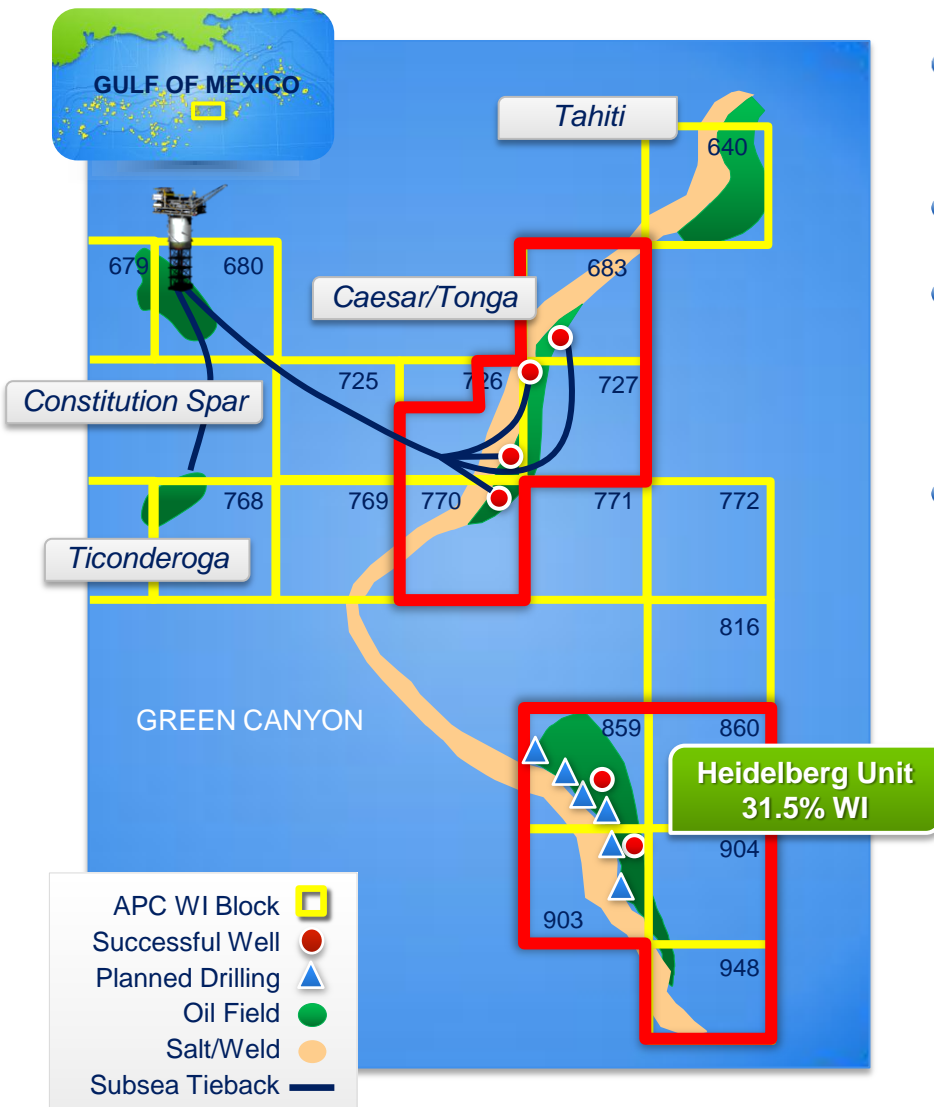 GULF OF MEXICO
Tahiti
640
679
680
683
Caesar/Tonga
725
726
727
Constitution Spar
768
769
770
771
772
Ticonderoga
816
GREEN CANYON
859
860
Heidelberg Unit
31.5% WI
904
903
948
APC WI Block
Successful Well
Planned Drilling
Oil Field
Salt/Weld
Subsea Tieback